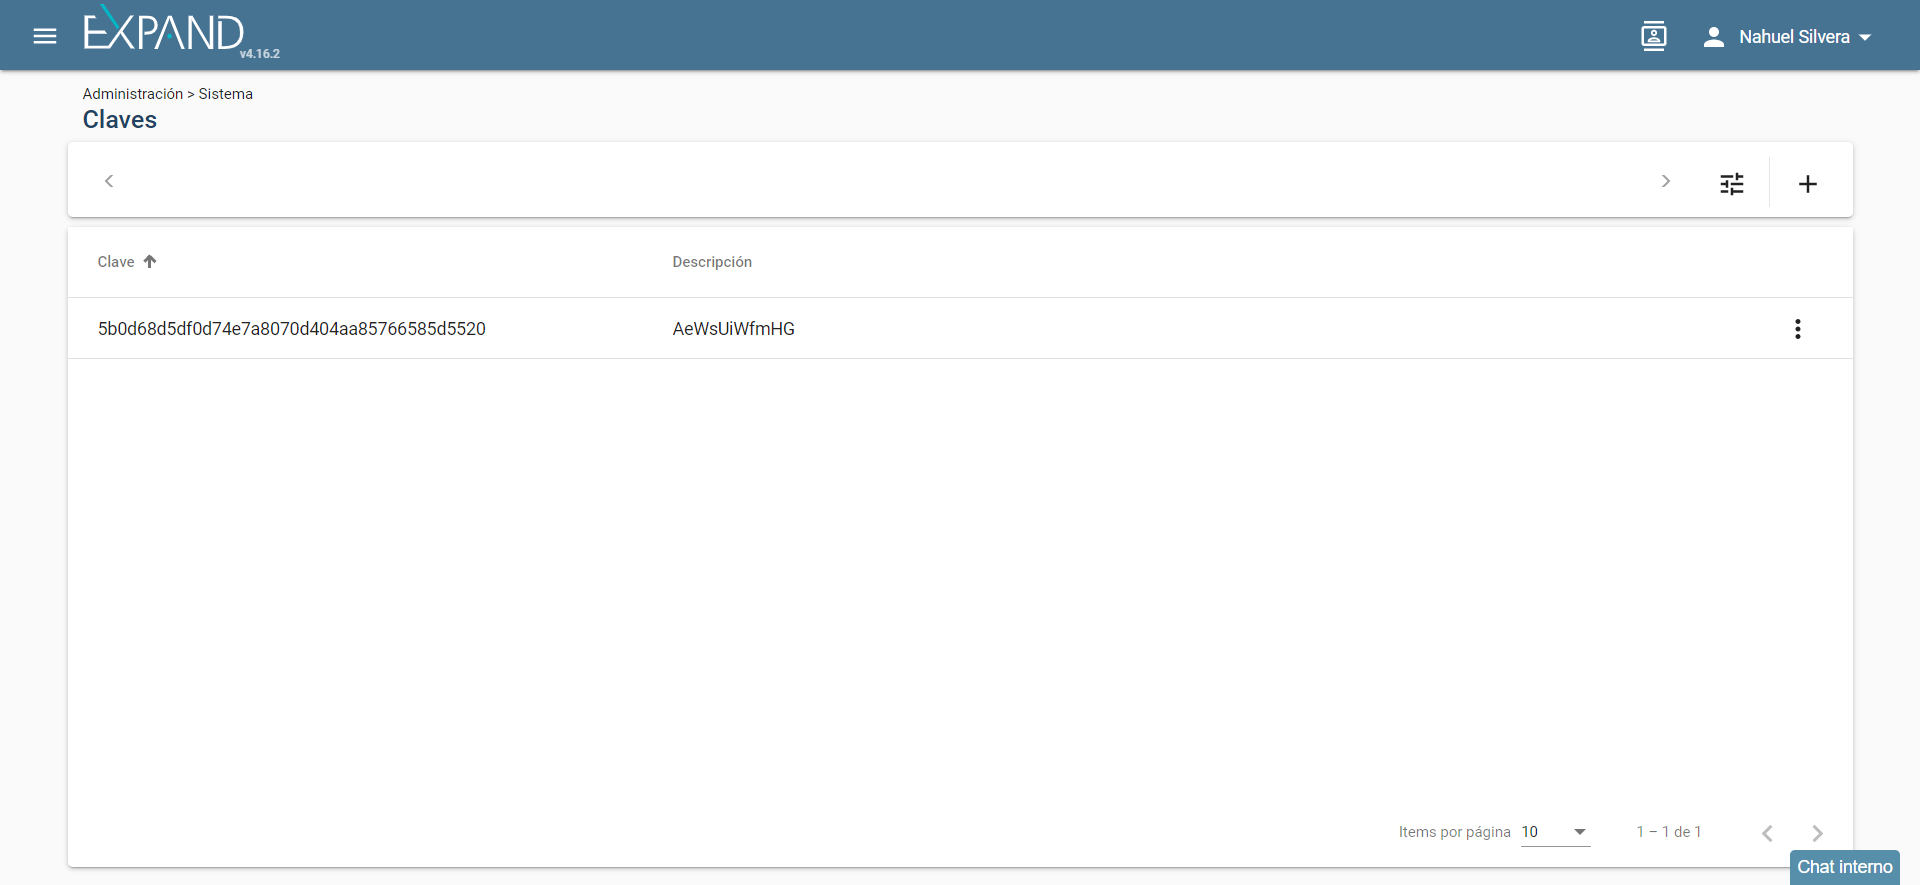 EXPAND
v4.16.2
Nahuel Silvera
Administración > Sistema
Claves
Clave
Descripción
5b0d68d5df0d74e7a8070d404aa85766585d5520
AeWsUiWfmHG
Items por página 10
1 – 1 de 1
Chat interno